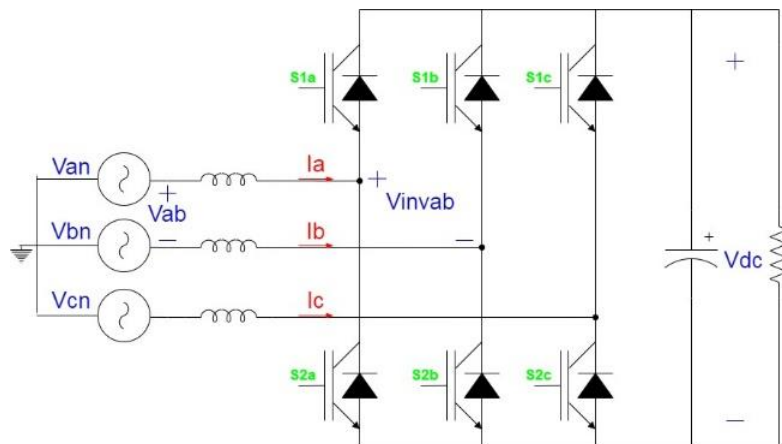 S1a
S1b
S1c
+
Van
Ia
+
+
Vab
Vinvab
Vbn
−
Ib
−
+
Vdc
Vcn
Ic
S2a
S2b
S2c
−